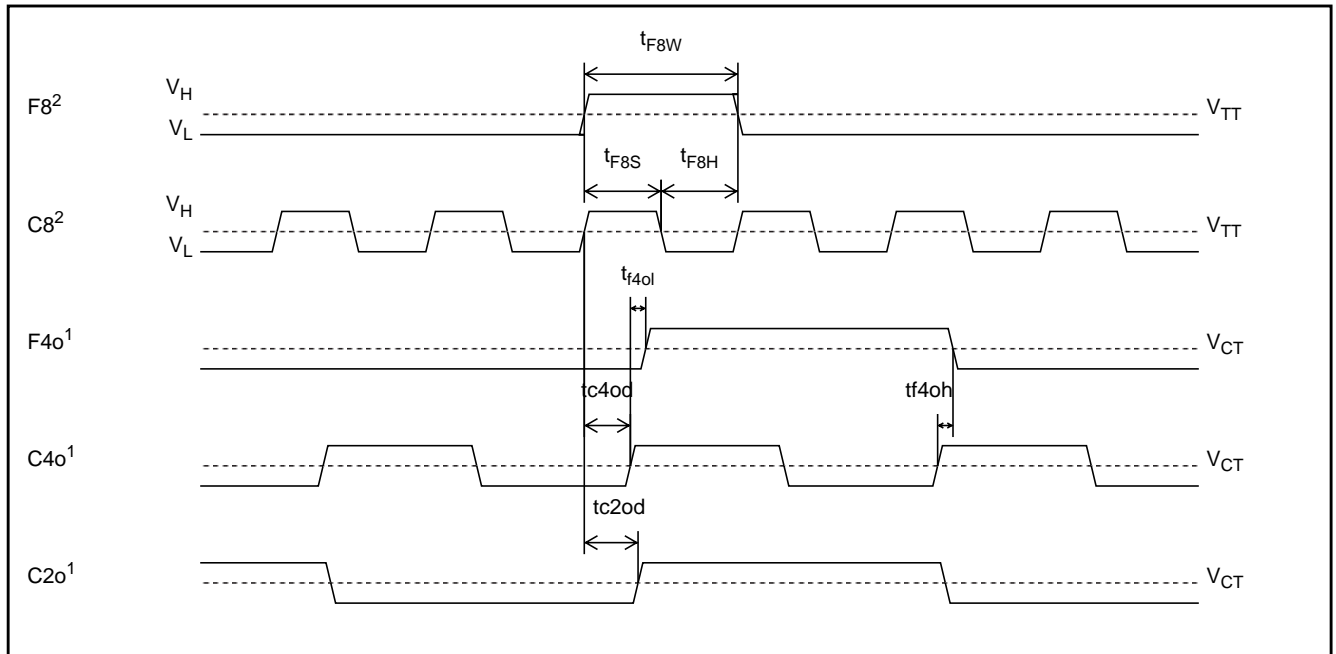 tF8W
VH
F8² VTT
VL
tF8S tF8H
VH
C8² VTT
VL
tf4ol
F4o¹ VCT
tc4od tf4oh
C4o¹ VCT
tc2od
C2o¹ VCT